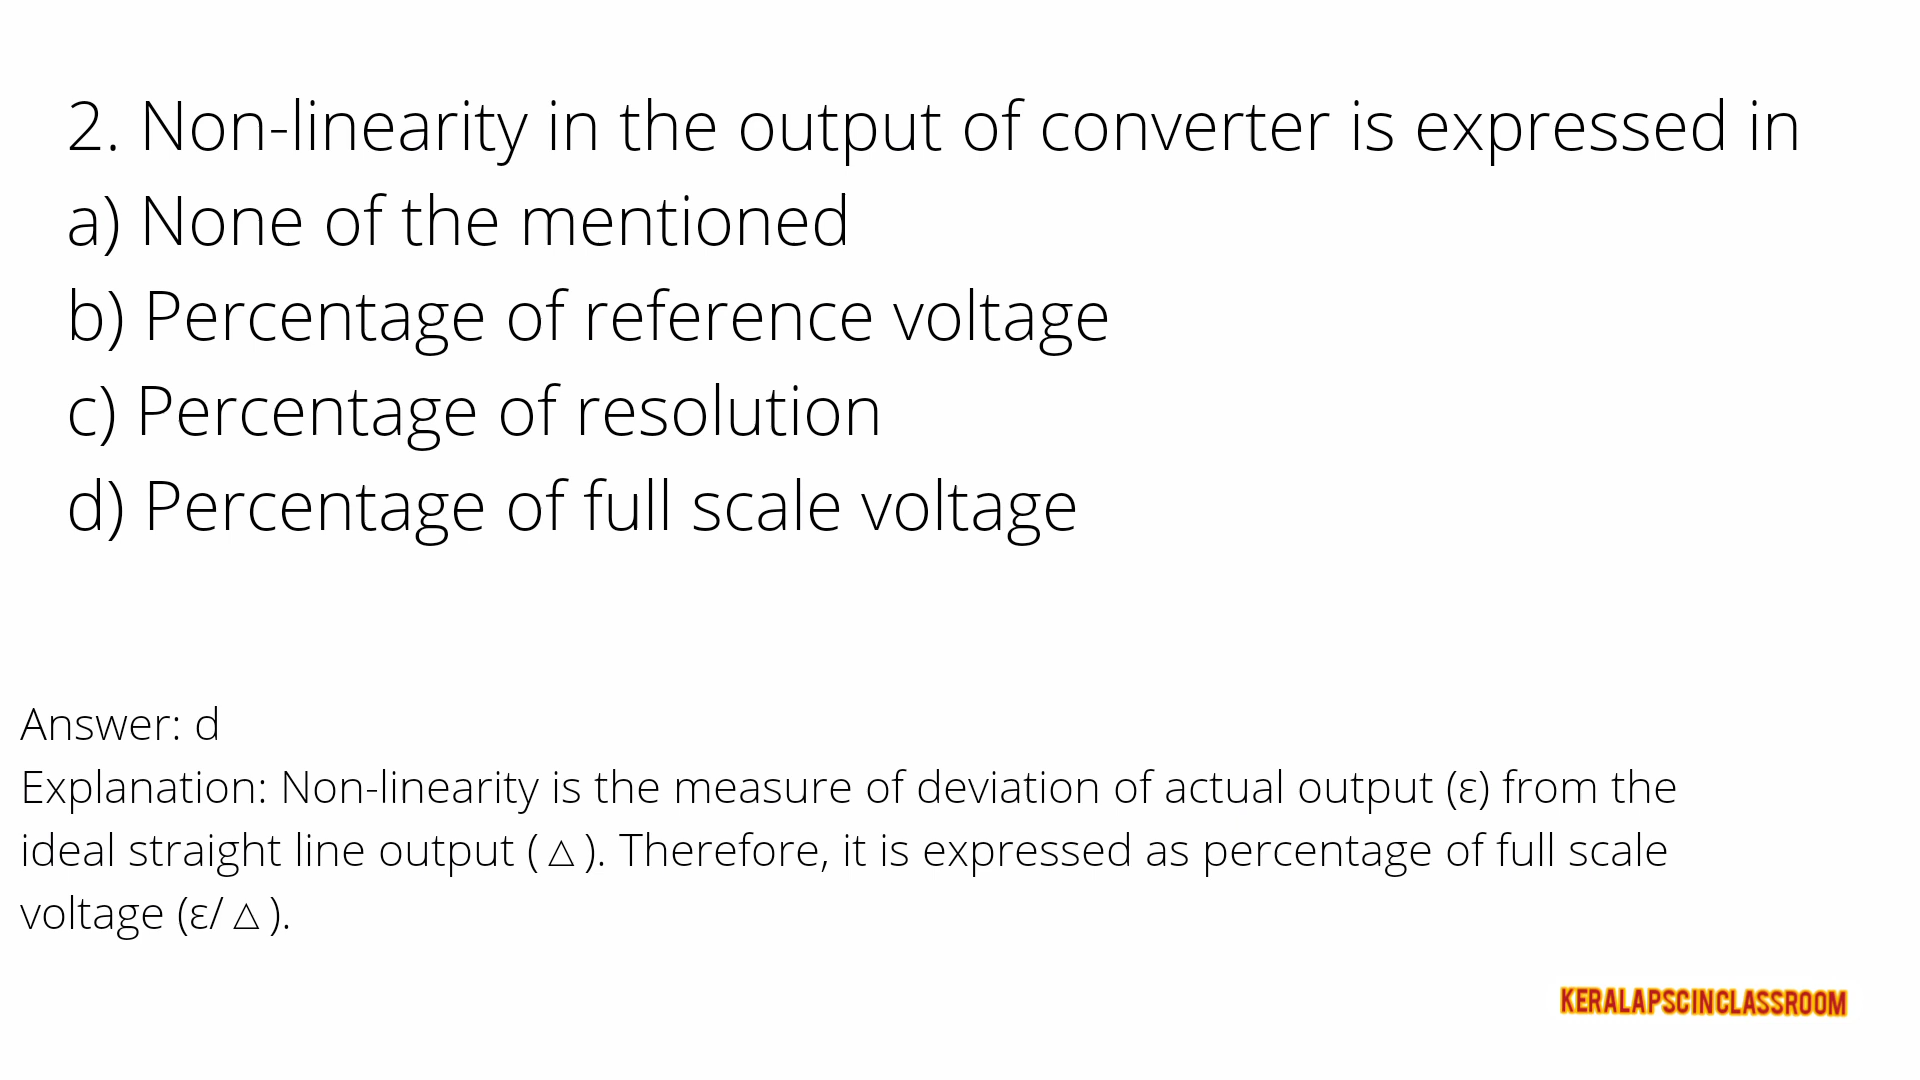 2. Non-linearity in the output of converter is expressed in
a) None of the mentioned
b) Percentage of reference voltage
c) Percentage of resolution
d) Percentage of full scale voltage
Answer: d
Explanation: Non-linearity is the measure of deviation of actual output (ε) from the
ideal straight line output (△). Therefore, it is expressed as percentage of full scale
voltage (ε/△).
KERALAPSCINCLASSROOM